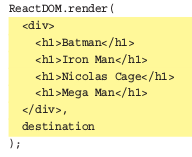 ReactDOM.render(
  <div>
    <h1>Batman</h1>
    <h1>Iron Man</h1>
    <h1>Nicolas Cage</h1>
    <h1>Mega Man</h1>
  </div>,
  destination
);